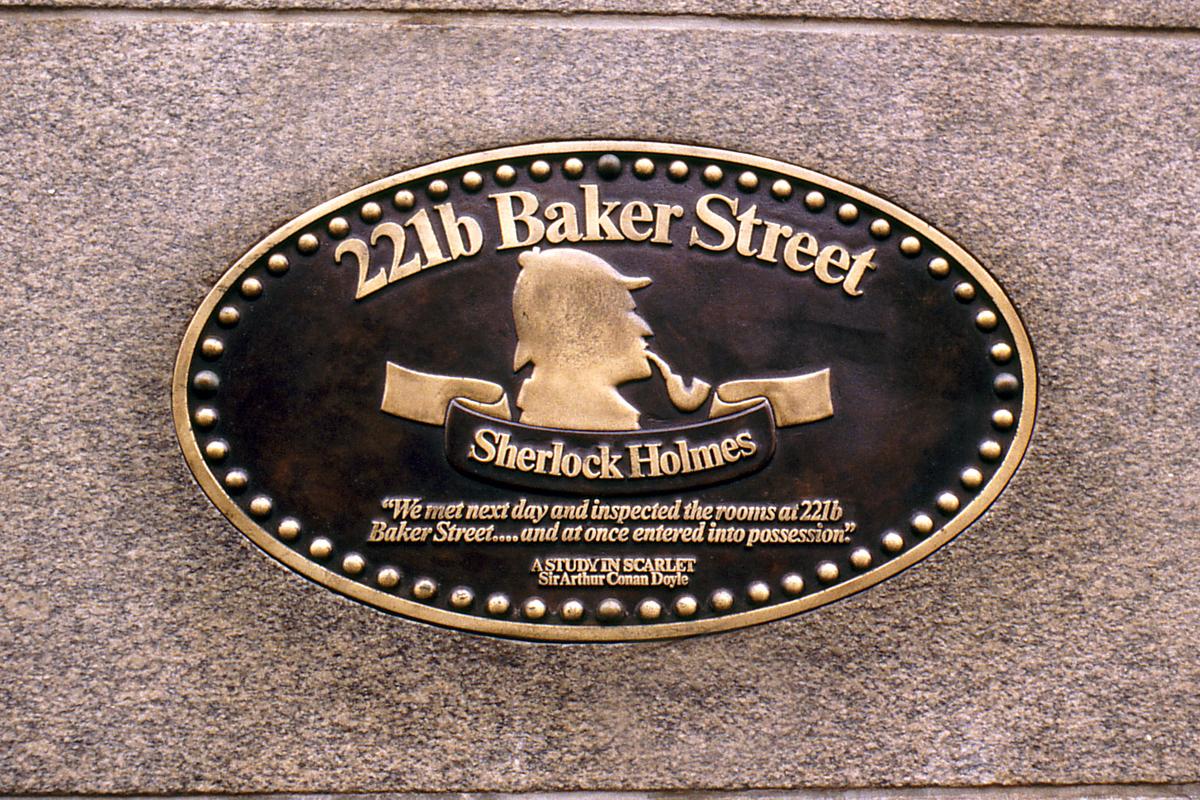 221b Baker Street
Sherlock Holmes
“We met next day and inspected the rooms at 221b
Baker Street.... and at once entered into possession.”
A STUDY IN SCARLET
Sir Arthur Conan Doyle